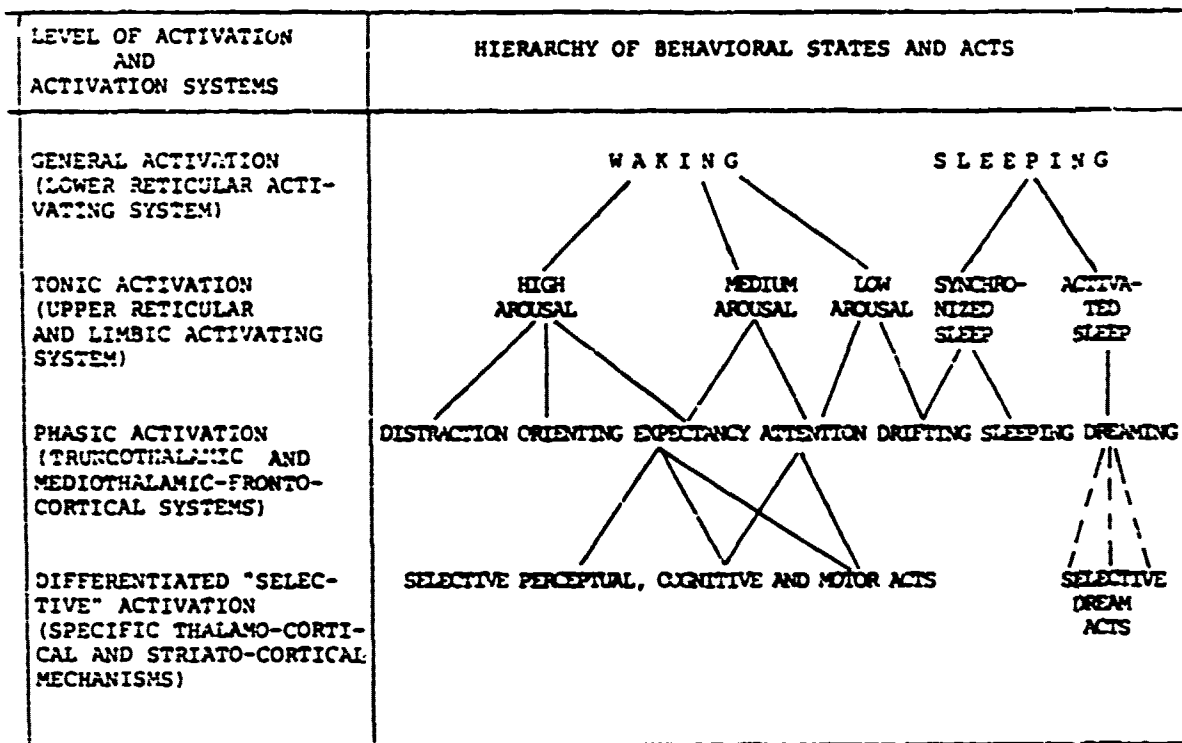 LEVEL OF ACTIVATION
AND
ACTIVATION SYSTEMS
HIERARCHY OF BEHAVIORAL STATES AND ACTS
GENERAL ACTIVATION
(LOWER RETICULAR ACTI-
VATING SYSTEM)
W A K I N G
S L E E P I N G
TONIC ACTIVATION
(UPPER RETICULAR
AND LIMBIC ACTIVATING
SYSTEM)
HIGH
AROUSAL
MEDIUM
AROUSAL
LOW
AROUSAL
SYNCHRO-
NIZED
SLEEP
ACTIVA-
TED
SLEEP
PHASIC ACTIVATION
(TRUNCOTHALAMIC AND
MEDIOTHALAMIC-FRONTO-
CORTICAL SYSTEMS)
DISTRACTION ORIENTING EXPECTANCY ATTENTION DRIFTING SLEEPING DREAMING
DIFFERENTIATED "SELEC-
TIVE" ACTIVATION
(SPECIFIC THALAMO-CORTI-
CAL AND STRIATO-CORTICAL
MECHANISMS)
SELECTIVE PERCEPTUAL, COGNITIVE AND MOTOR ACTS
SELECTIVE
DREAM
ACTS